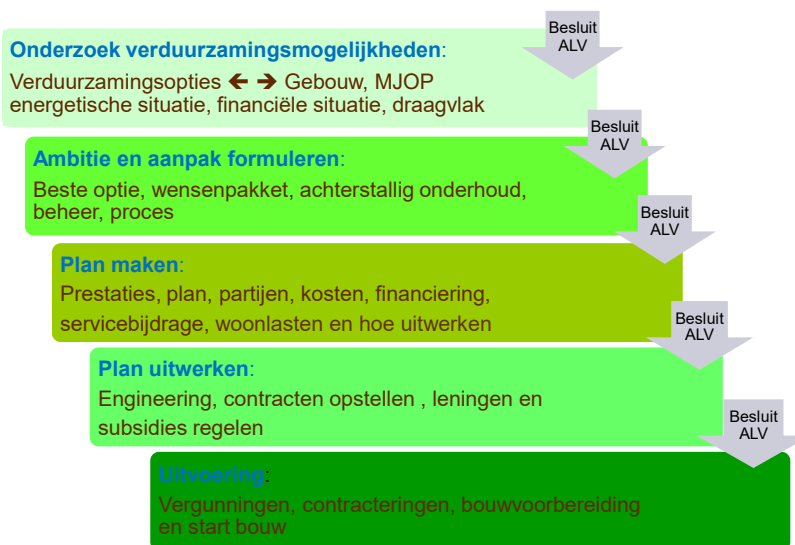 Besluit
ALV
Onderzoek verduurzamingsmogelijkheden:
Verduurzamingsopties 🡸 🡺 Gebouw, MJOP
energetische situatie, financiële situatie, draagvlak
Besluit
ALV
Ambitie en aanpak formuleren:
Beste optie, wensenpakket, achterstallig onderhoud,
beheer, proces
Besluit
ALV
Plan maken:
Prestaties, plan, partijen, kosten, financiering,
servicebijdrage, woonlasten en hoe uitwerken
Besluit
ALV
Plan uitwerken:
Engineering, contracten opstellen , leningen en
subsidies regelen
Besluit
ALV
Uitvoering:
Vergunningen, contracteringen, bouwvoorbereiding
en start bouw